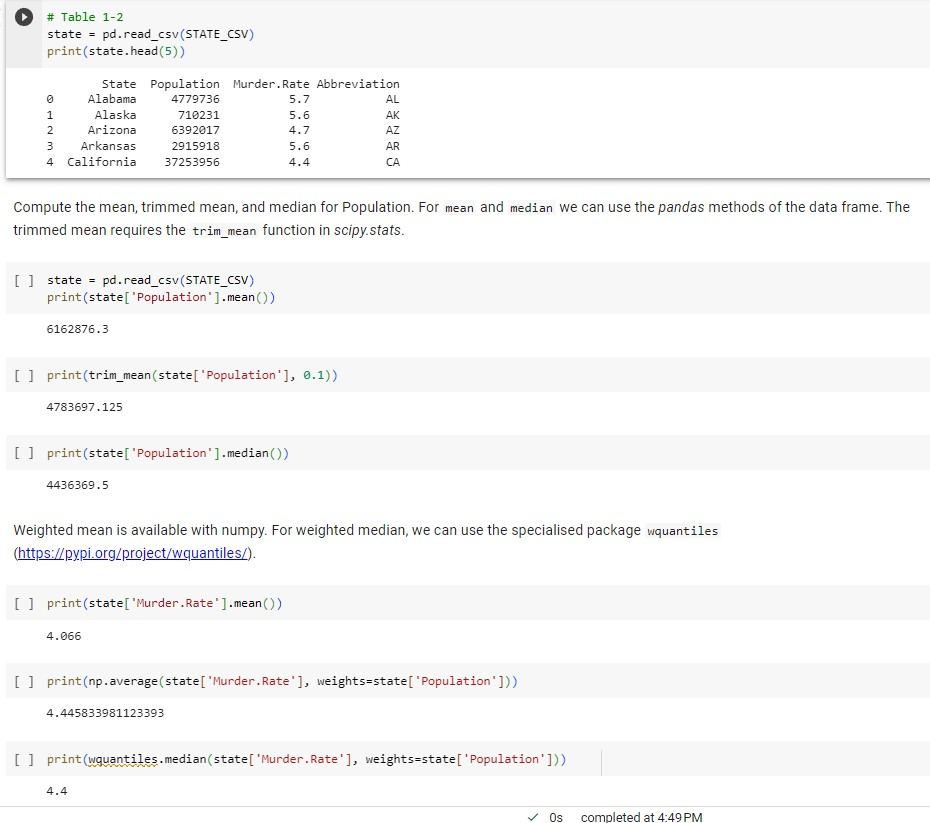 # Table 1-2
state = pd.read_csv(STATE_CSV)
print(state.head(5))
State Population Murder.Rate Abbreviation
0 Alabama 4779736 5.7 AL
1 Alaska 710231 5.6 AK
2 Arizona 6392017 4.7 AZ
3 Arkansas 2915918 5.6 AR
4 California 37253956 4.4 CA
Compute the mean, trimmed mean, and median for Population. For mean and median we can use the pandas methods of the data frame. The
trimmed mean requires the trim_mean function in scipy.stats.
[ ] state = pd.read_csv(STATE_CSV)
print(state['Population'].mean())
6162876.3
[ ] print(trim_mean(state['Population'], 0.1))
4783697.125
[ ] print(state['Population'].median())
4436369.5
Weighted mean is available with numpy. For weighted median, we can use the specialised package wquantiles
(https://pypi.org/project/wquantiles/).
[ ] print(state['Murder.Rate'].mean())
4.066
[ ] print(np.average(state['Murder.Rate'], weights=state['Population']))
4.445833981123393
[ ] print(wquantiles.median(state['Murder.Rate'], weights=state['Population']))
4.4
✓ 0s completed at 4:49 PM